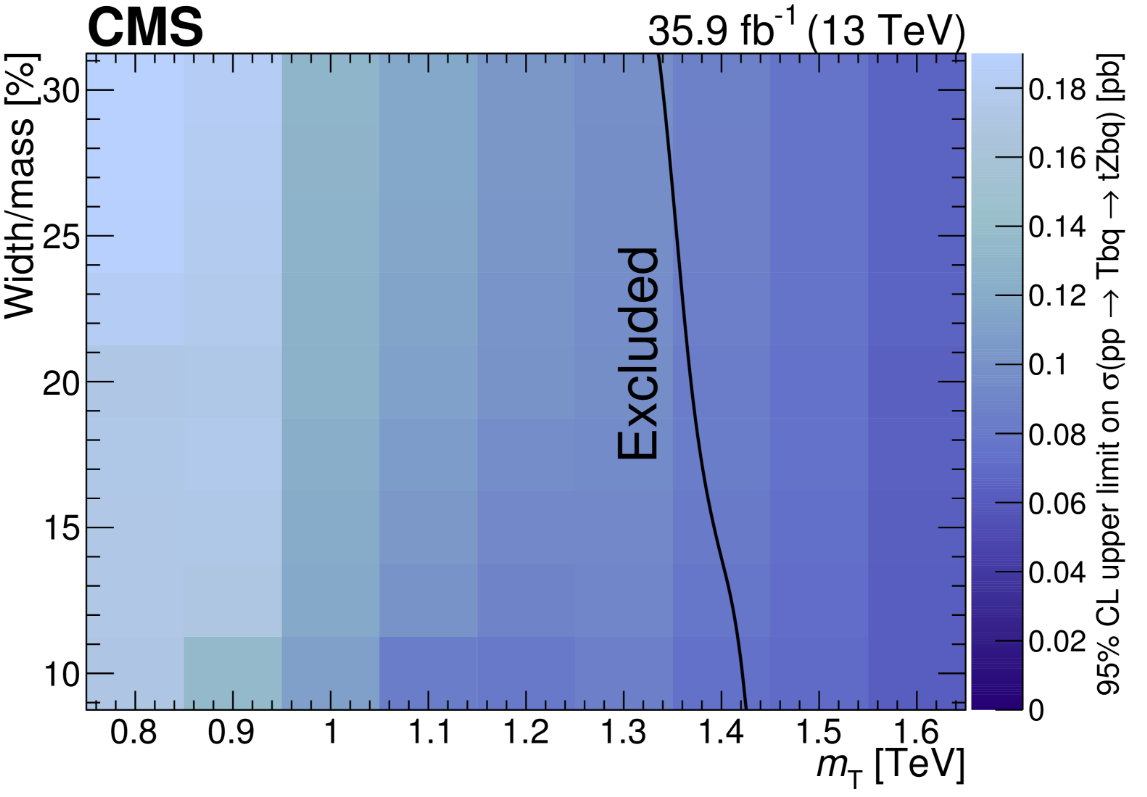 CMS
35.9 fb⁻¹ (13 TeV)
Width/mass [%]
30
25
20
15
10
Excluded
0.8 0.9 1 1.1 1.2 1.3 1.4 1.5 1.6
m_T [TeV]
0.18
0.16
0.14
0.12
0.1
0.08
0.06
0.04
0.02
0
95% CL upper limit on σ(pp → Tbq → tZbq) [pb]